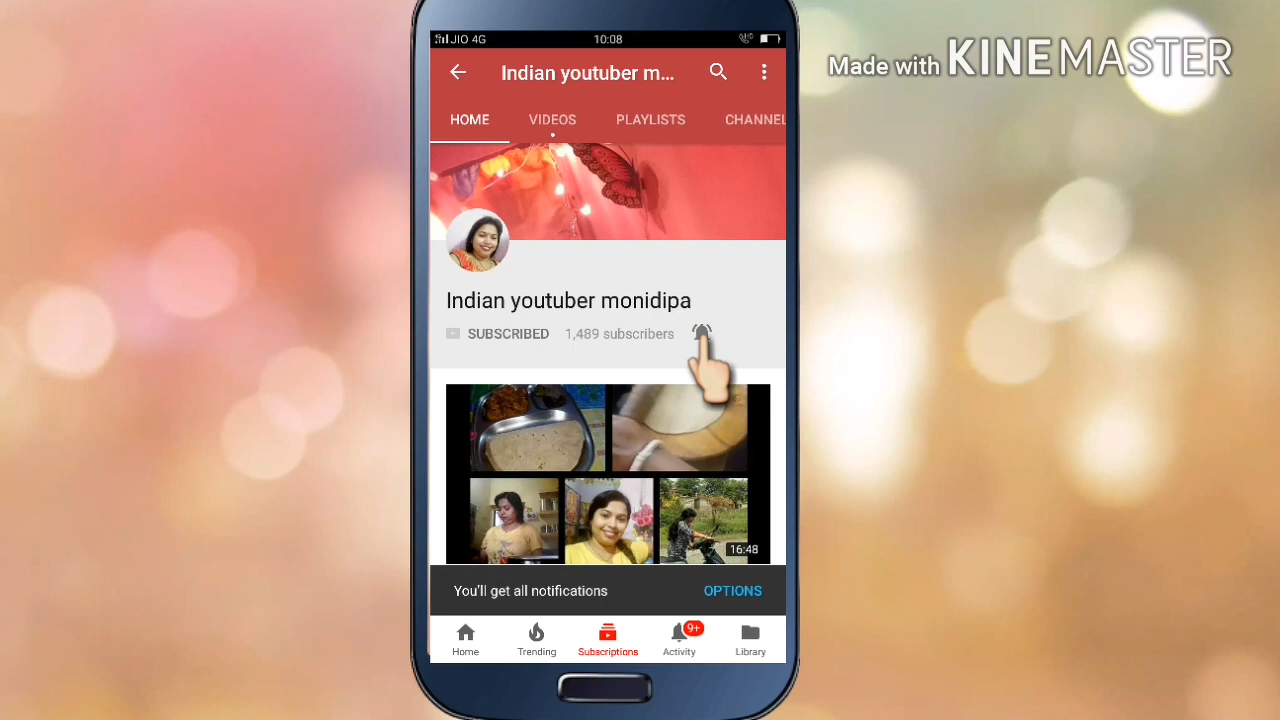 JIO 4G 10:08
Made with KINEMASTER
Indian youtuber m...
HOME VIDEOS PLAYLISTS CHANNEL
Indian youtuber monidipa
SUBSCRIBED 1,489 subscribers
16:48
You'll get all notifications OPTIONS
9+
Home Trending Subscriptions Activity Library